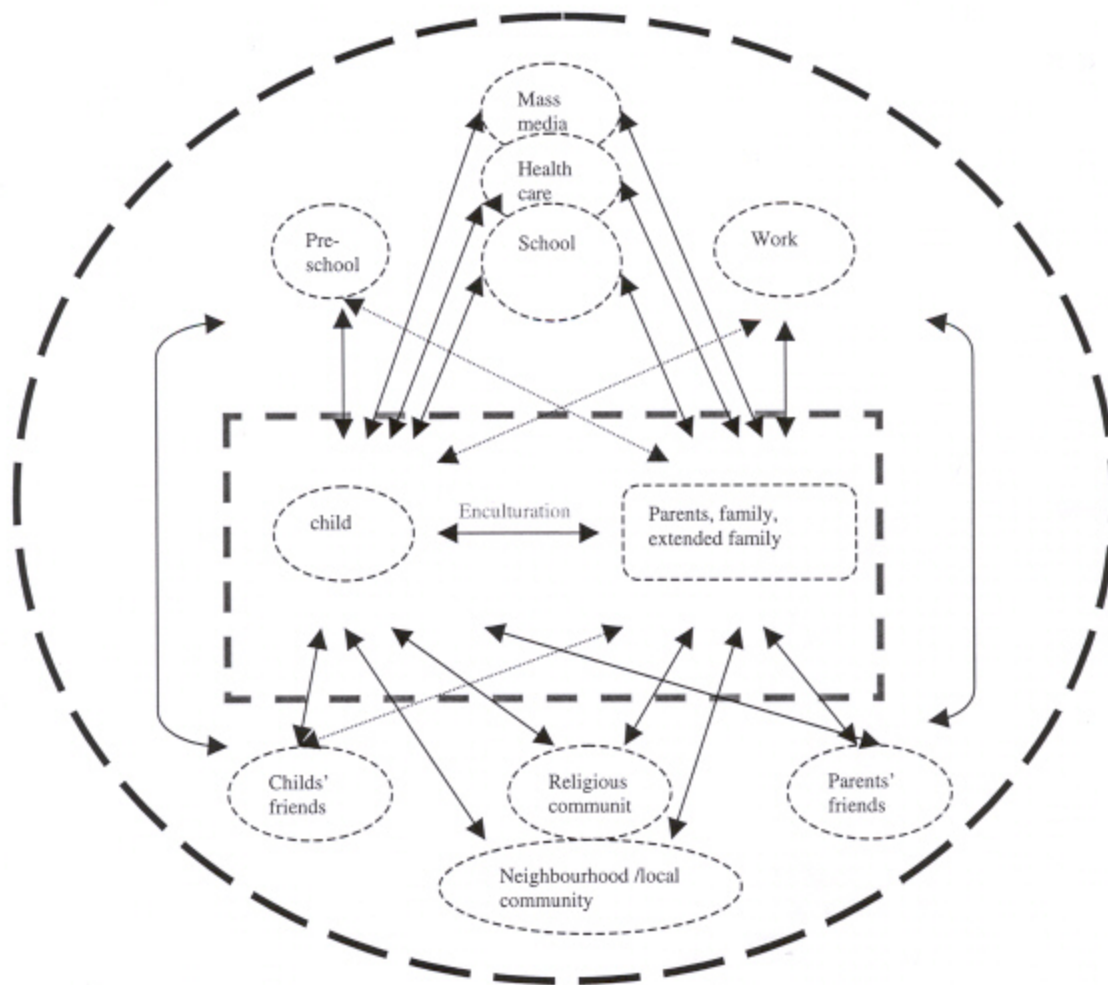 Mass
media
Health
care
Pre-
school
School
Work
child
Enculturation
Parents, family,
extended family
Childs'
friends
Religious
communit
Parents'
friends
Neighbourhood /local
community